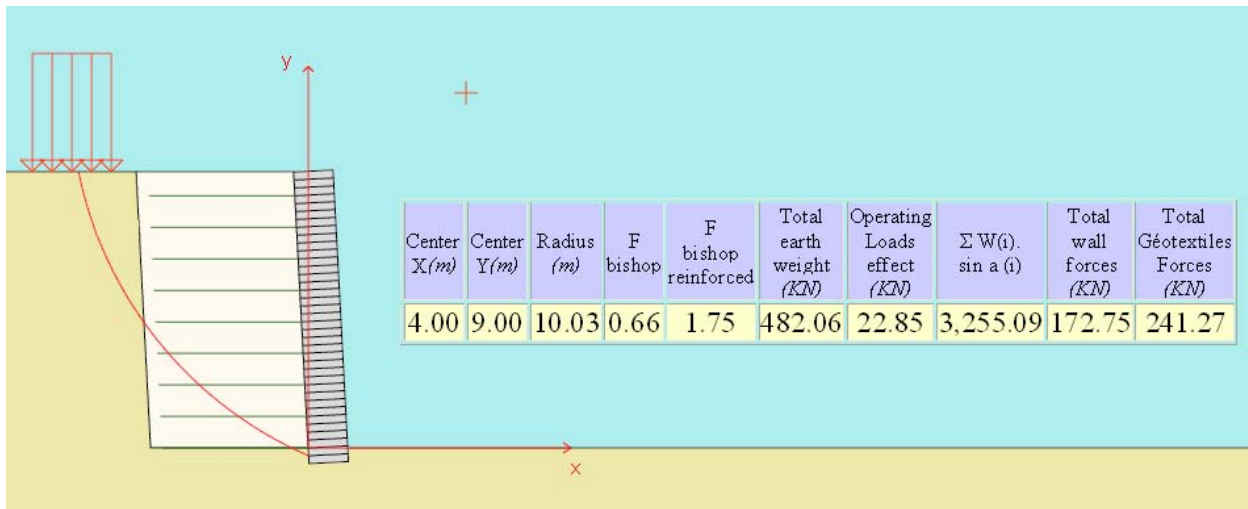 y
x
Center X(m)
Center Y(m)
Radius (m)
F bishop
F bishop reinforced
Total earth weight (KN)
Operating Loads effect (KN)
Σ W(i). sin a (i)
Total wall forces (KN)
Total Géotextiles Forces (KN)
4.00 9.00 10.03 0.66 1.75 482.06 22.85 3,255.09 172.75 241.27